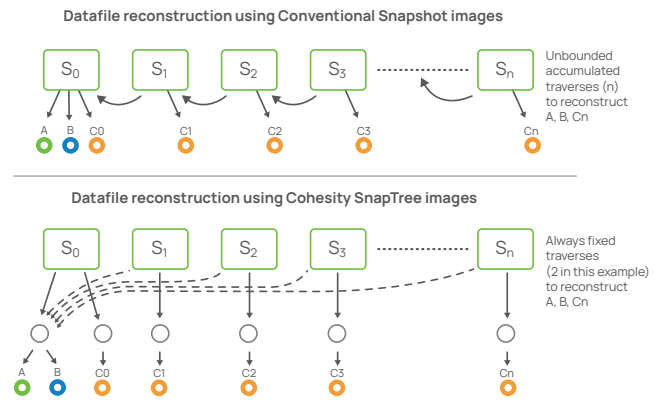 Datafile reconstruction using Conventional Snapshot images
S0 S1 S2 S3 Sn
Unbounded
accumulated
traverses (n)
to reconstruct
A, B, Cn
A B C0 C1 C2 C3 Cn
Datafile reconstruction using Cohesity SnapTree images
S0 S1 S2 S3 Sn
Always fixed
traverses
(2 in this example)
to reconstruct
A, B, Cn
A B C0 C1 C2 C3 Cn